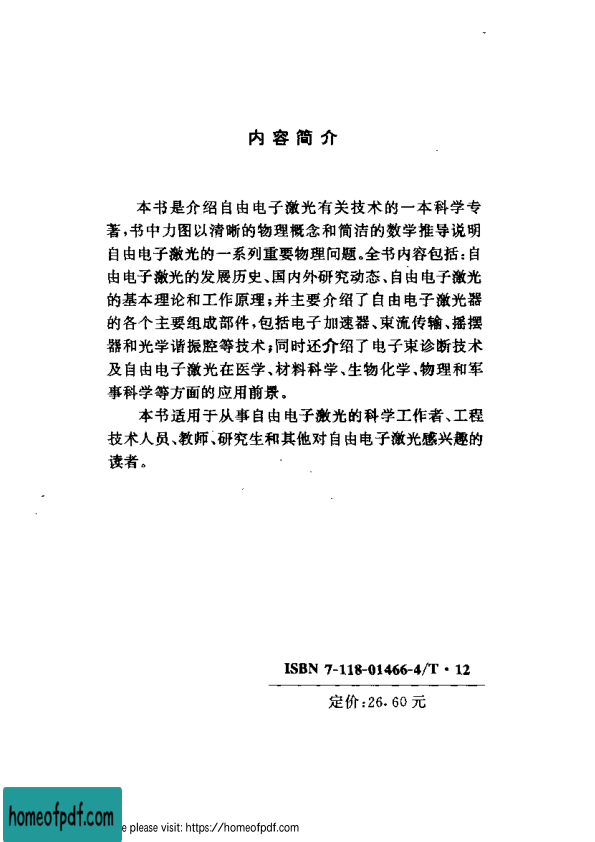 内容简介
本书是介绍自由电子激光有关技术的一本科学专
著,书中力图以清晰的物理概念和简洁的数学推导说明
自由电子激光的一系列重要物理问题。全书内容包括:自
由电子激光的发展历史、国内外研究动态、自由电子激光
的基本理论和工作原理;并主要介绍了自由电子激光器
的各个主要组成部件,包括电子加速器、束流传输、摇摆
器和光学谐振腔等技术;同时还介绍了电子束诊断技术
及自由电子激光在医学、材料科学、生物化学、物理和军
事科学等方面的应用前景。
本书适用于从事自由电子激光的科学工作者、工程
技术人员、教师、研究生和其他对自由电子激光感兴趣的
读者。
ISBN 7-118-01466-4/T·12
定价:26.60元
homeofpdf.com
e please visit: https://homeofpdf.com